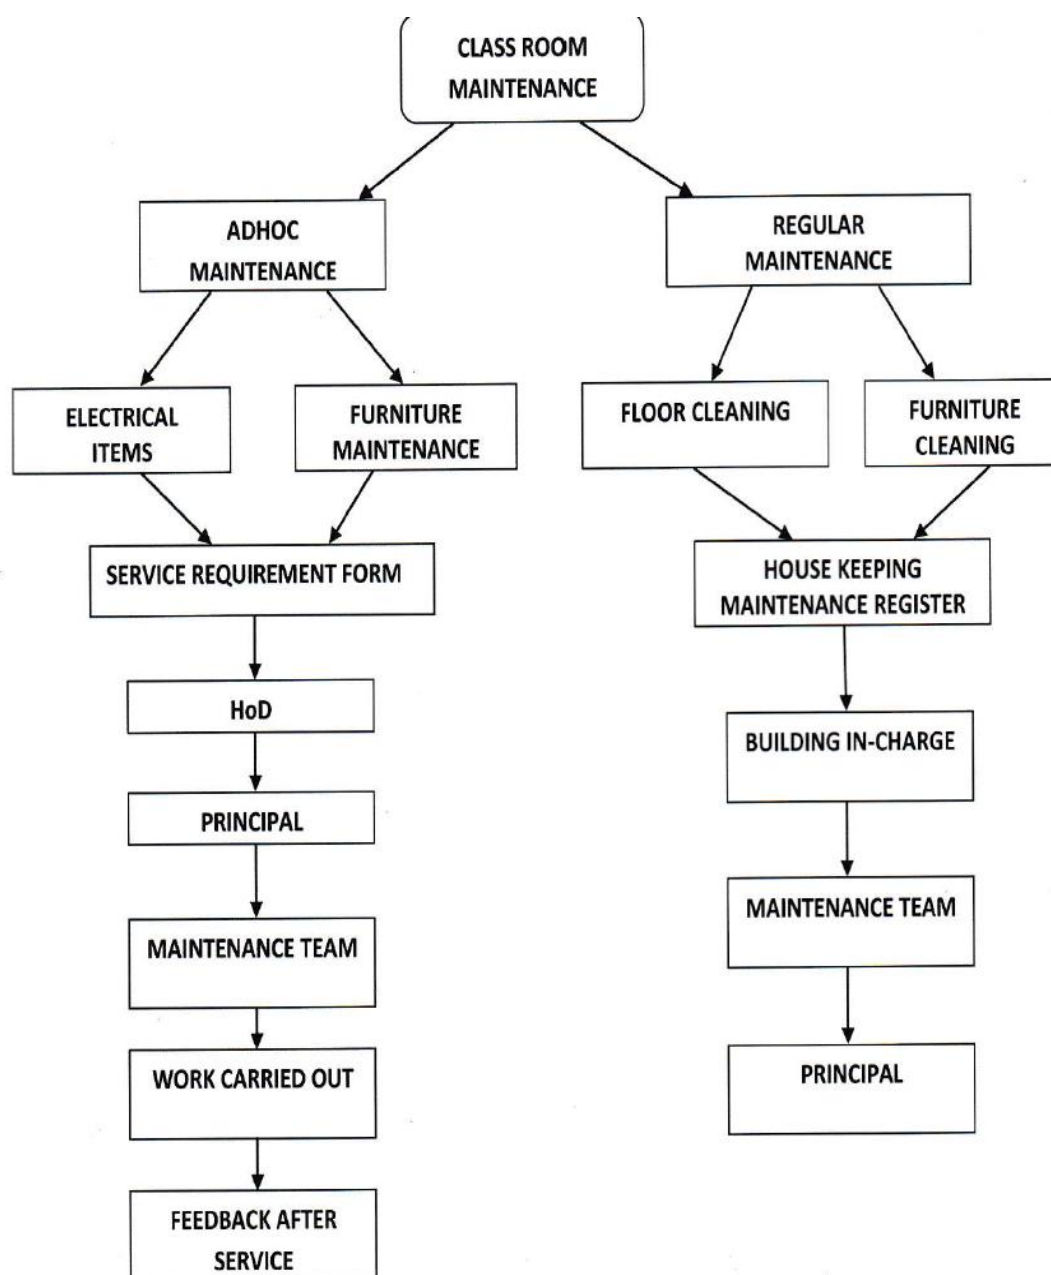 CLASS ROOM
MAINTENANCE
ADHOC
MAINTENANCE
REGULAR
MAINTENANCE
ELECTRICAL
ITEMS
FURNITURE
MAINTENANCE
FLOOR CLEANING
FURNITURE
CLEANING
SERVICE REQUIREMENT FORM
HOUSE KEEPING
MAINTENANCE REGISTER
HoD
BUILDING IN-CHARGE
PRINCIPAL
MAINTENANCE TEAM
MAINTENANCE TEAM
WORK CARRIED OUT
PRINCIPAL
FEEDBACK AFTER
SERVICE